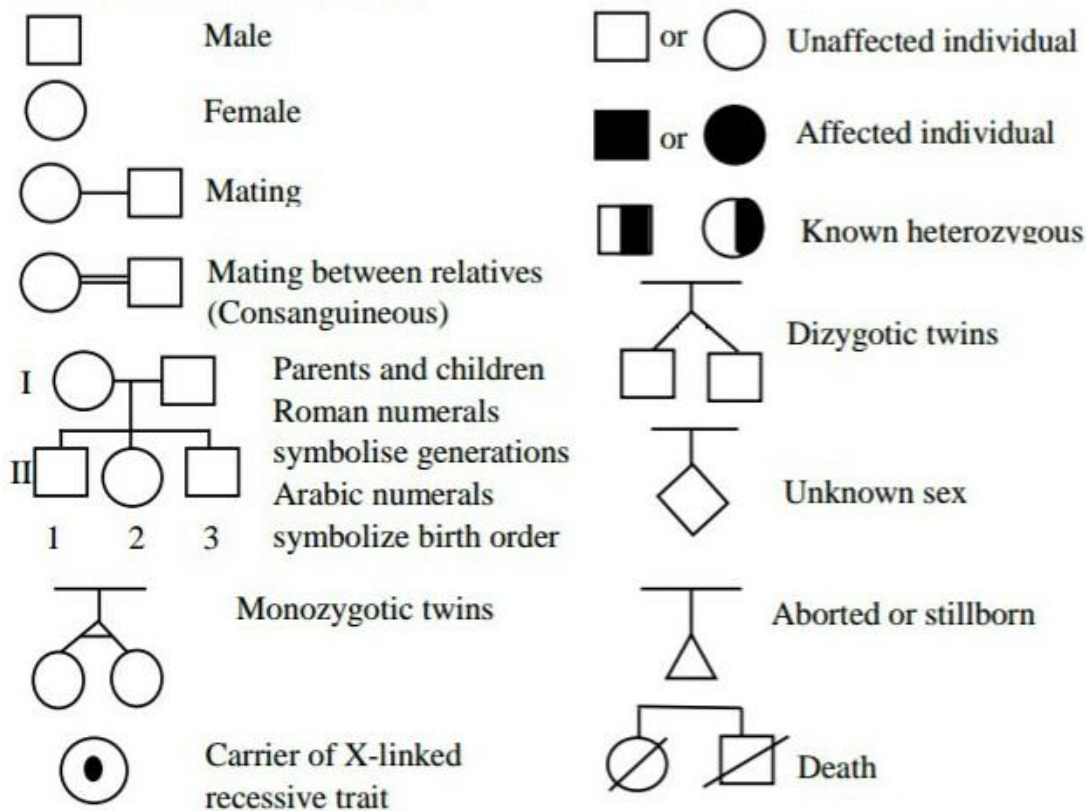 Male
Female
Mating
Mating between relatives
(Consanguineous)
I
Parents and children
Roman numerals
symbolise generations
II
Arabic numerals
1 2 3 symbolize birth order
Monozygotic twins
Carrier of X-linked
recessive trait
or Unaffected individual
or Affected individual
Known heterozygous
Dizygotic twins
Unknown sex
Aborted or stillborn
Death